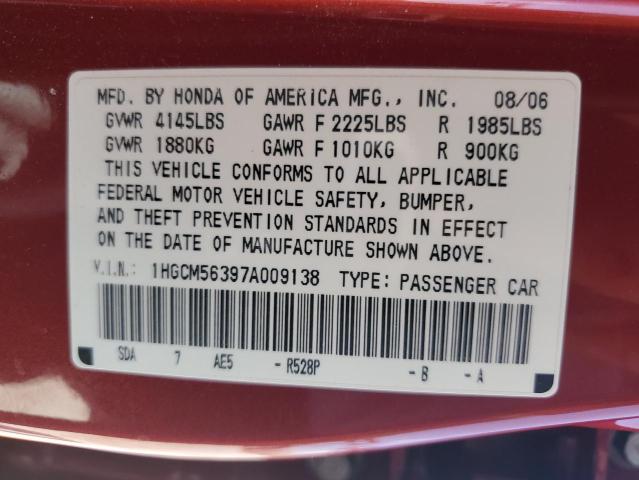 MFD. BY HONDA OF AMERICA MFG., INC. 08/06
GVWR 4145LBS GAWR F 2225LBS R 1985LBS
GVWR 1880KG GAWR F 1010KG R 900KG
THIS VEHICLE CONFORMS TO ALL APPLICABLE
FEDERAL MOTOR VEHICLE SAFETY, BUMPER,
AND THEFT PREVENTION STANDARDS IN EFFECT
ON THE DATE OF MANUFACTURE SHOWN ABOVE.
V.I.N.: 1HGCM56397A009138 TYPE: PASSENGER CAR
SDA 7 AE5 - R528P - B - A